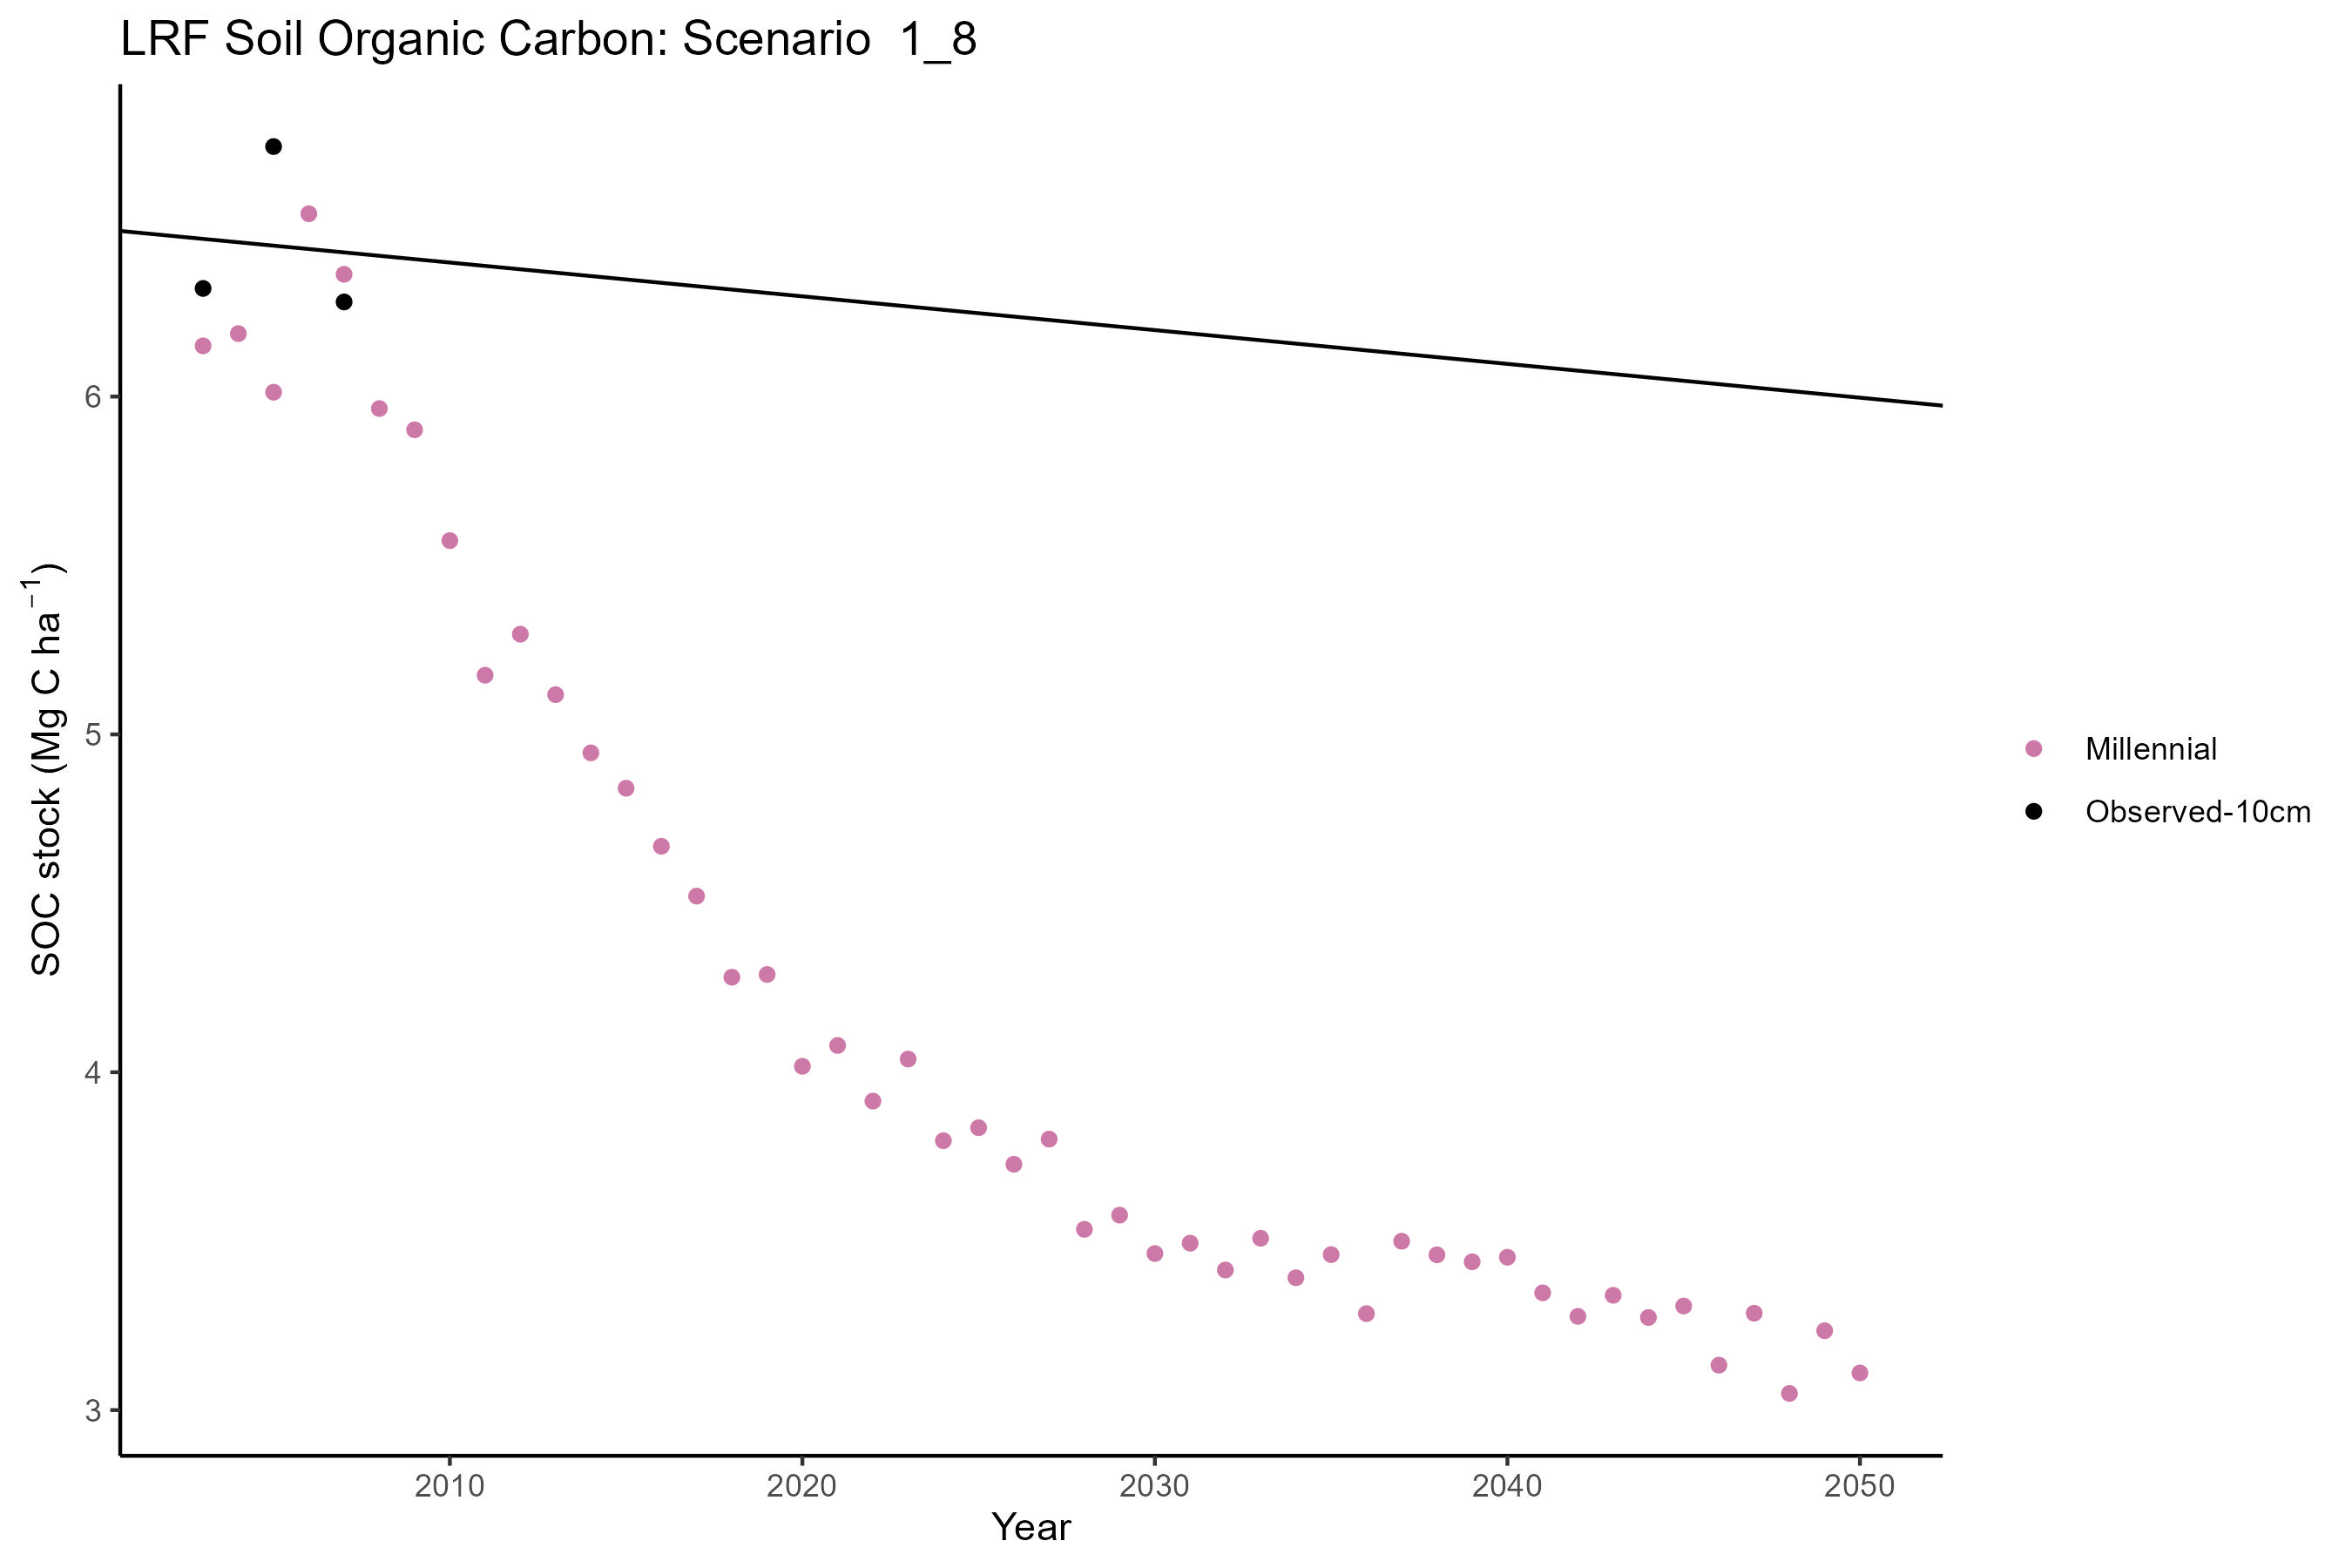 LRF Soil Organic Carbon: Scenario  1_8
SOC stock (Mg C ha⁻¹)
6
5
4
3
2010
2020
2030
2040
2050
Year
Millennial
Observed-10cm